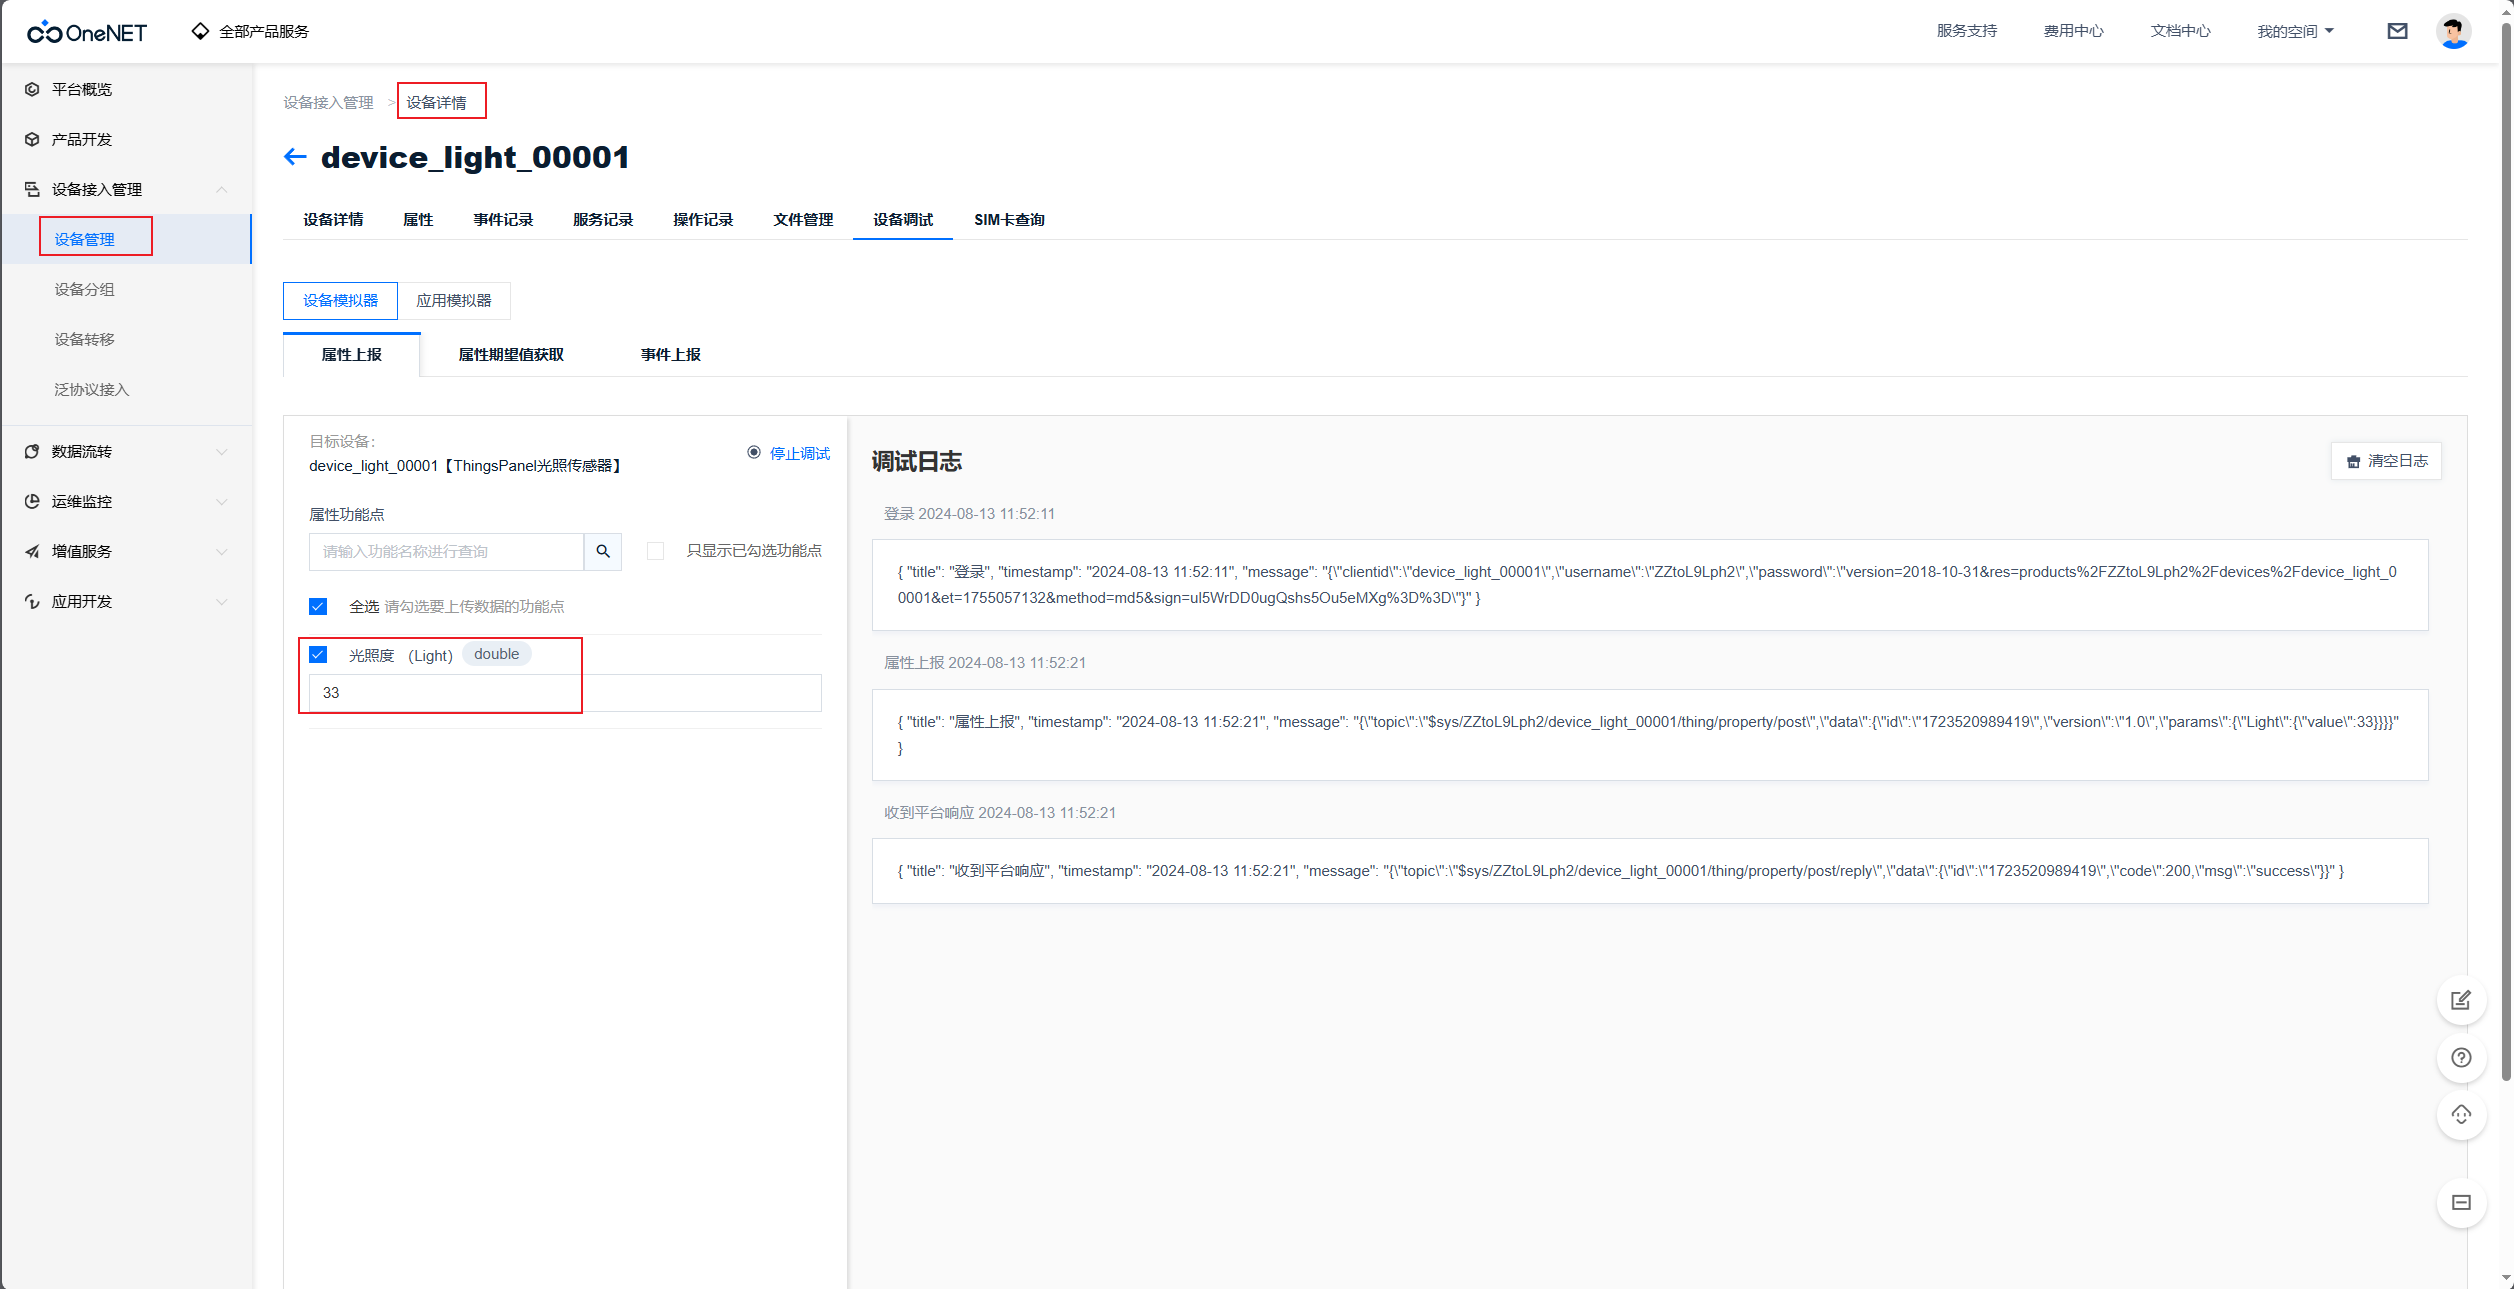 OneNET
全部产品服务
服务支持
费用中心
文档中心
我的空间
平台概览
产品开发
设备接入管理
设备管理
设备分组
设备转移
泛协议接入
数据流转
运维监控
增值服务
应用开发
设备接入管理 > 设备详情
device_light_00001
设备详情 属性 事件记录 服务记录 操作记录 文件管理 设备调试 SIM卡查询
设备模拟器 应用模拟器
属性上报 属性期望值获取 事件上报
目标设备：
device_light_00001【ThingsPanel光照传感器】
停止调试
属性功能点
请输入功能名称进行查询
只显示已勾选功能点
全选 请勾选要上传数据的功能点
光照度 (Light) double
33
调试日志
清空日志
登录 2024-08-13 11:52:11
{ "title": "登录", "timestamp": "2024-08-13 11:52:11", "message": "{\"clientid\":\"device_light_00001\",\"username\":\"ZZtoL9Lph2\",\"password\":\"version=2018-10-31&res=products%2FZZtoL9Lph2%2Fdevices%2Fdevice_light_0
0001&et=1755057132&method=md5&sign=ul5WrDD0ugQshs5Ou5eMXg%3D%3D\"}" }
属性上报 2024-08-13 11:52:21
{ "title": "属性上报", "timestamp": "2024-08-13 11:52:21", "message": "{\"topic\":\"$sys/ZZtoL9Lph2/device_light_00001/thing/property/post\",\"data\":{\"id\":\"1723520989419\",\"version\":\"1.0\",\"params\":{\"Light\":{\"value\":33}}}}"
}
收到平台响应 2024-08-13 11:52:21
{ "title": "收到平台响应", "timestamp": "2024-08-13 11:52:21", "message": "{\"topic\":\"$sys/ZZtoL9Lph2/device_light_00001/thing/property/post/reply\",\"data\":{\"id\":\"1723520989419\",\"code\":200,\"msg\":\"success\"}}" }